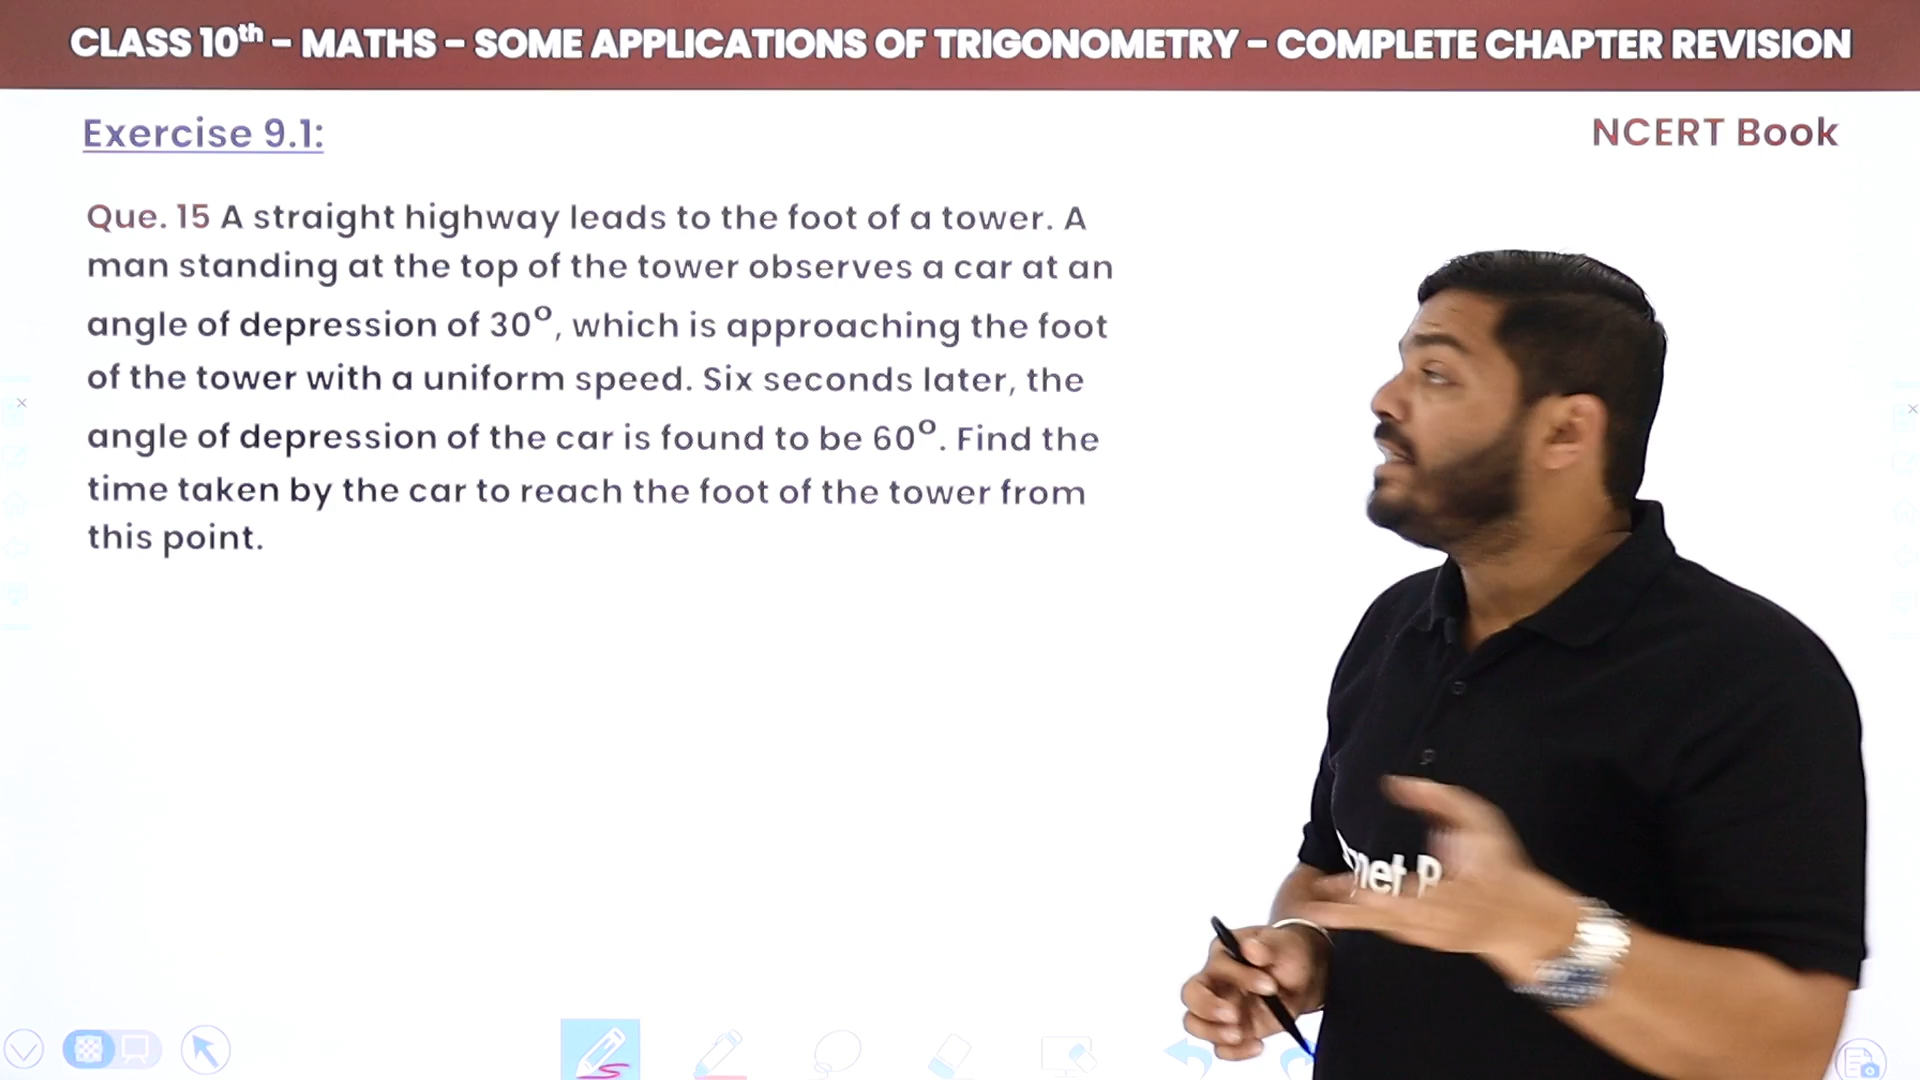 CLASS 10th - MATHS - SOME APPLICATIONS OF TRIGONOMETRY - COMPLETE CHAPTER REVISION
Exercise 9.1:
NCERT Book
Que. 15 A straight highway leads to the foot of a tower. A
man standing at the top of the tower observes a car at an
angle of depression of 30°, which is approaching the foot
of the tower with a uniform speed. Six seconds later, the
angle of depression of the car is found to be 60°. Find the
time taken by the car to reach the foot of the tower from
this point.